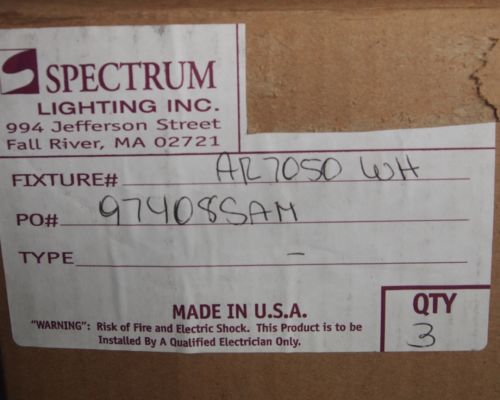 SPECTRUM
LIGHTING INC.
994 Jefferson Street
Fall River, MA 02721
FIXTURE# AR7050 WH
PO# 97408SAM
TYPE -
MADE IN U.S.A.
"WARNING": Risk of Fire and Electric Shock. This Product is to be
Installed By A Qualified Electrician Only.
QTY
3